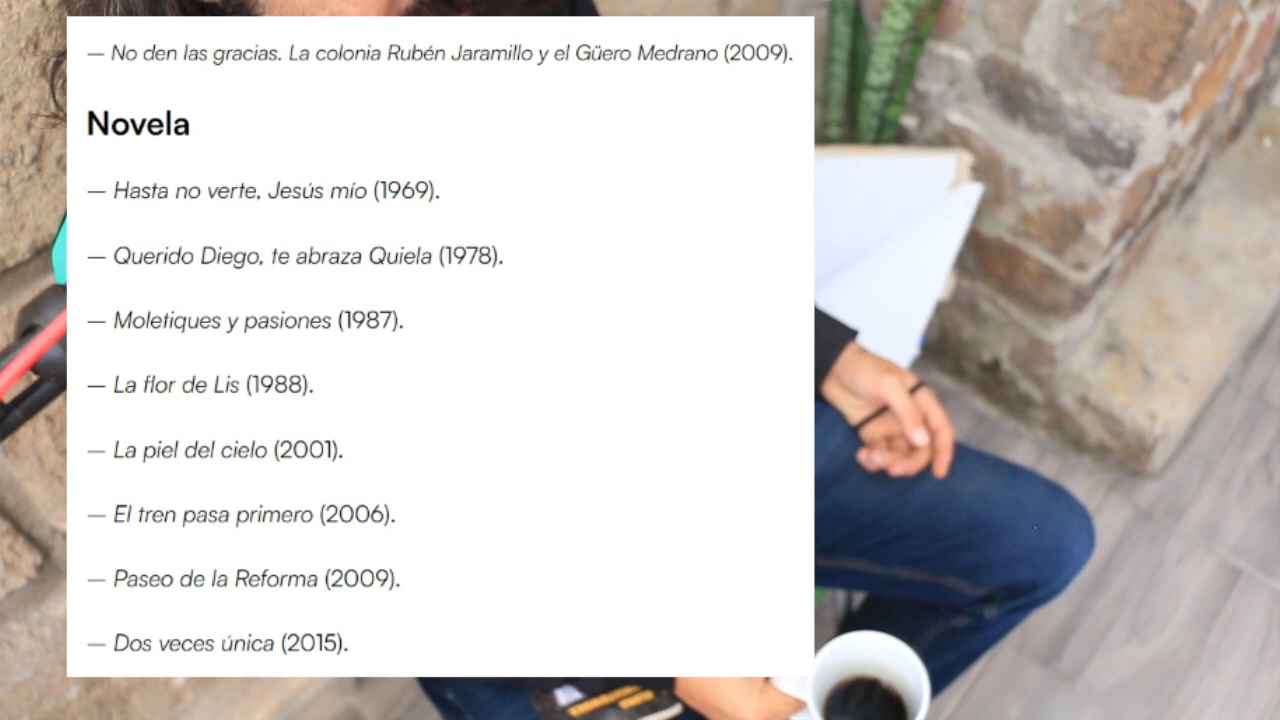 — No den las gracias. La colonia Rubén Jaramillo y el Güero Medrano (2009).
Novela
— Hasta no verte, Jesús mío (1969).
— Querido Diego, te abraza Quiela (1978).
— Moletiques y pasiones (1987).
— La flor de Lis (1988).
— La piel del cielo (2001).
— El tren pasa primero (2006).
— Paseo de la Reforma (2009).
— Dos veces única (2015).